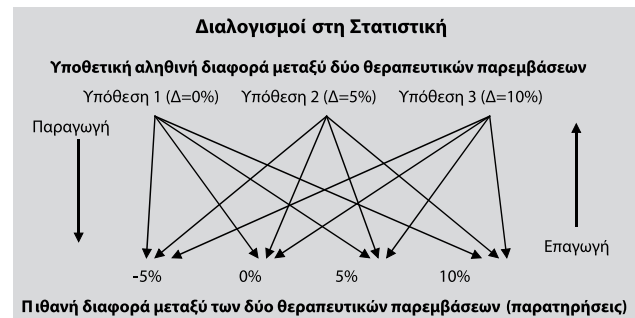 Διαλογισμοί στη Στατιστική
Υποθετική αληθινή διαφορά μεταξύ δύο θεραπευτικών παρεμβάσεων
Υπόθεση 1 (Δ=0%) Υπόθεση 2 (Δ=5%) Υπόθεση 3 (Δ=10%)
Παραγωγή
Επαγωγή
-5% 0% 5% 10%
Πιθανή διαφορά μεταξύ των δύο θεραπευτικών παρεμβάσεων (παρατηρήσεις)